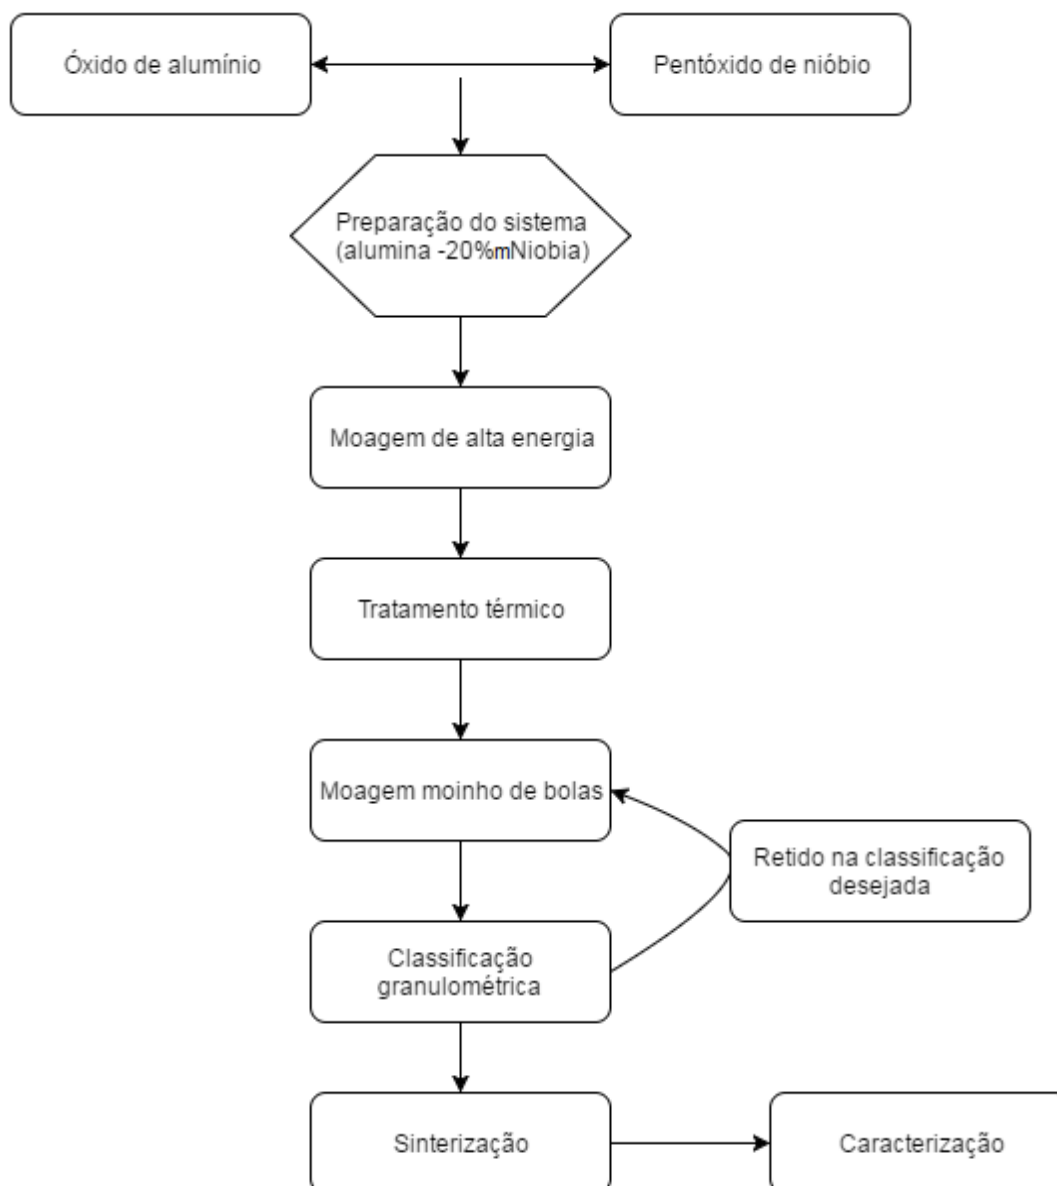 Óxido de alumínio
Pentóxido de nióbio
Preparação do sistema
(alumina -20%mNiobia)
Moagem de alta energia
Tratamento térmico
Moagem moinho de bolas
Retido na classificação
desejada
Classificação
granulométrica
Sinterização
Caracterização